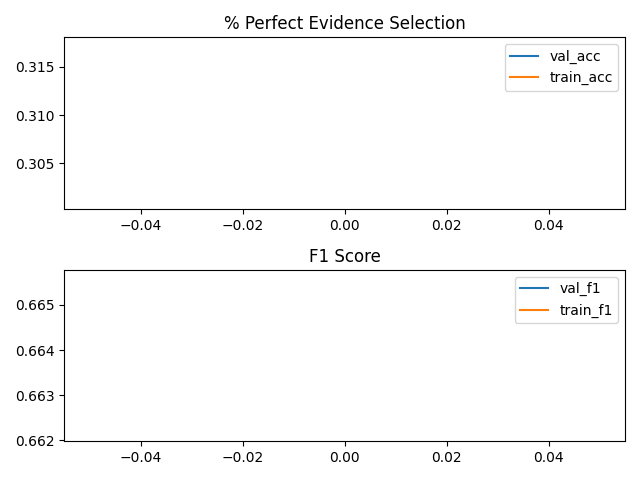 % Perfect Evidence Selection
val_acc
train_acc
0.315
0.310
0.305
−0.04 −0.02 0.00 0.02 0.04
F1 Score
val_f1
train_f1
0.665
0.664
0.663
0.662
−0.04 −0.02 0.00 0.02 0.04